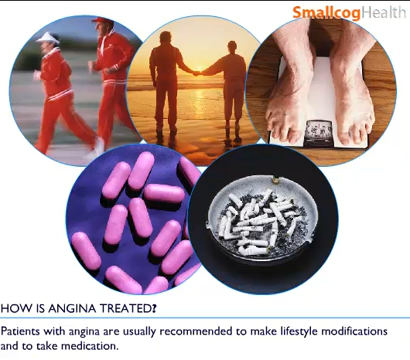 SmallcogHealth
HOW IS ANGINA TREATED?
Patients with angina are usually recommended to make lifestyle modifications
and to take medication.